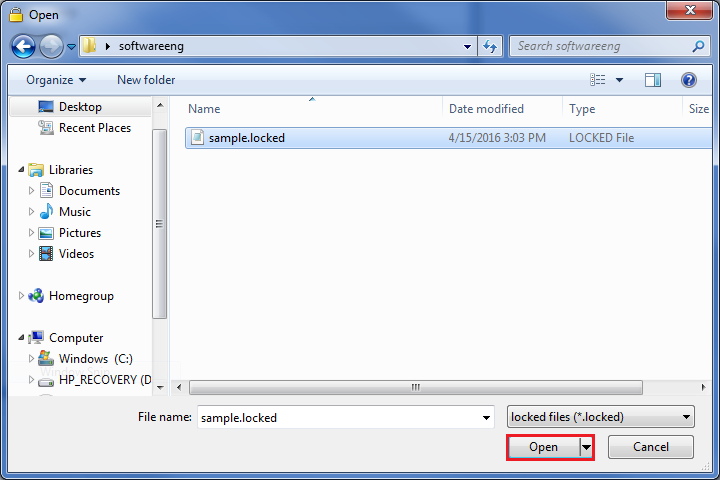 Open
softwareeng
Search softwareeng
Organize
New folder
Name
Date modified
Type
Size
Desktop
Recent Places
Libraries
Documents
Music
Pictures
Videos
Homegroup
Computer
Windows (C:)
HP_RECOVERY (D
sample.locked
4/15/2016 3:03 PM
LOCKED File
File name:
sample.locked
locked files (*.locked)
Open
Cancel